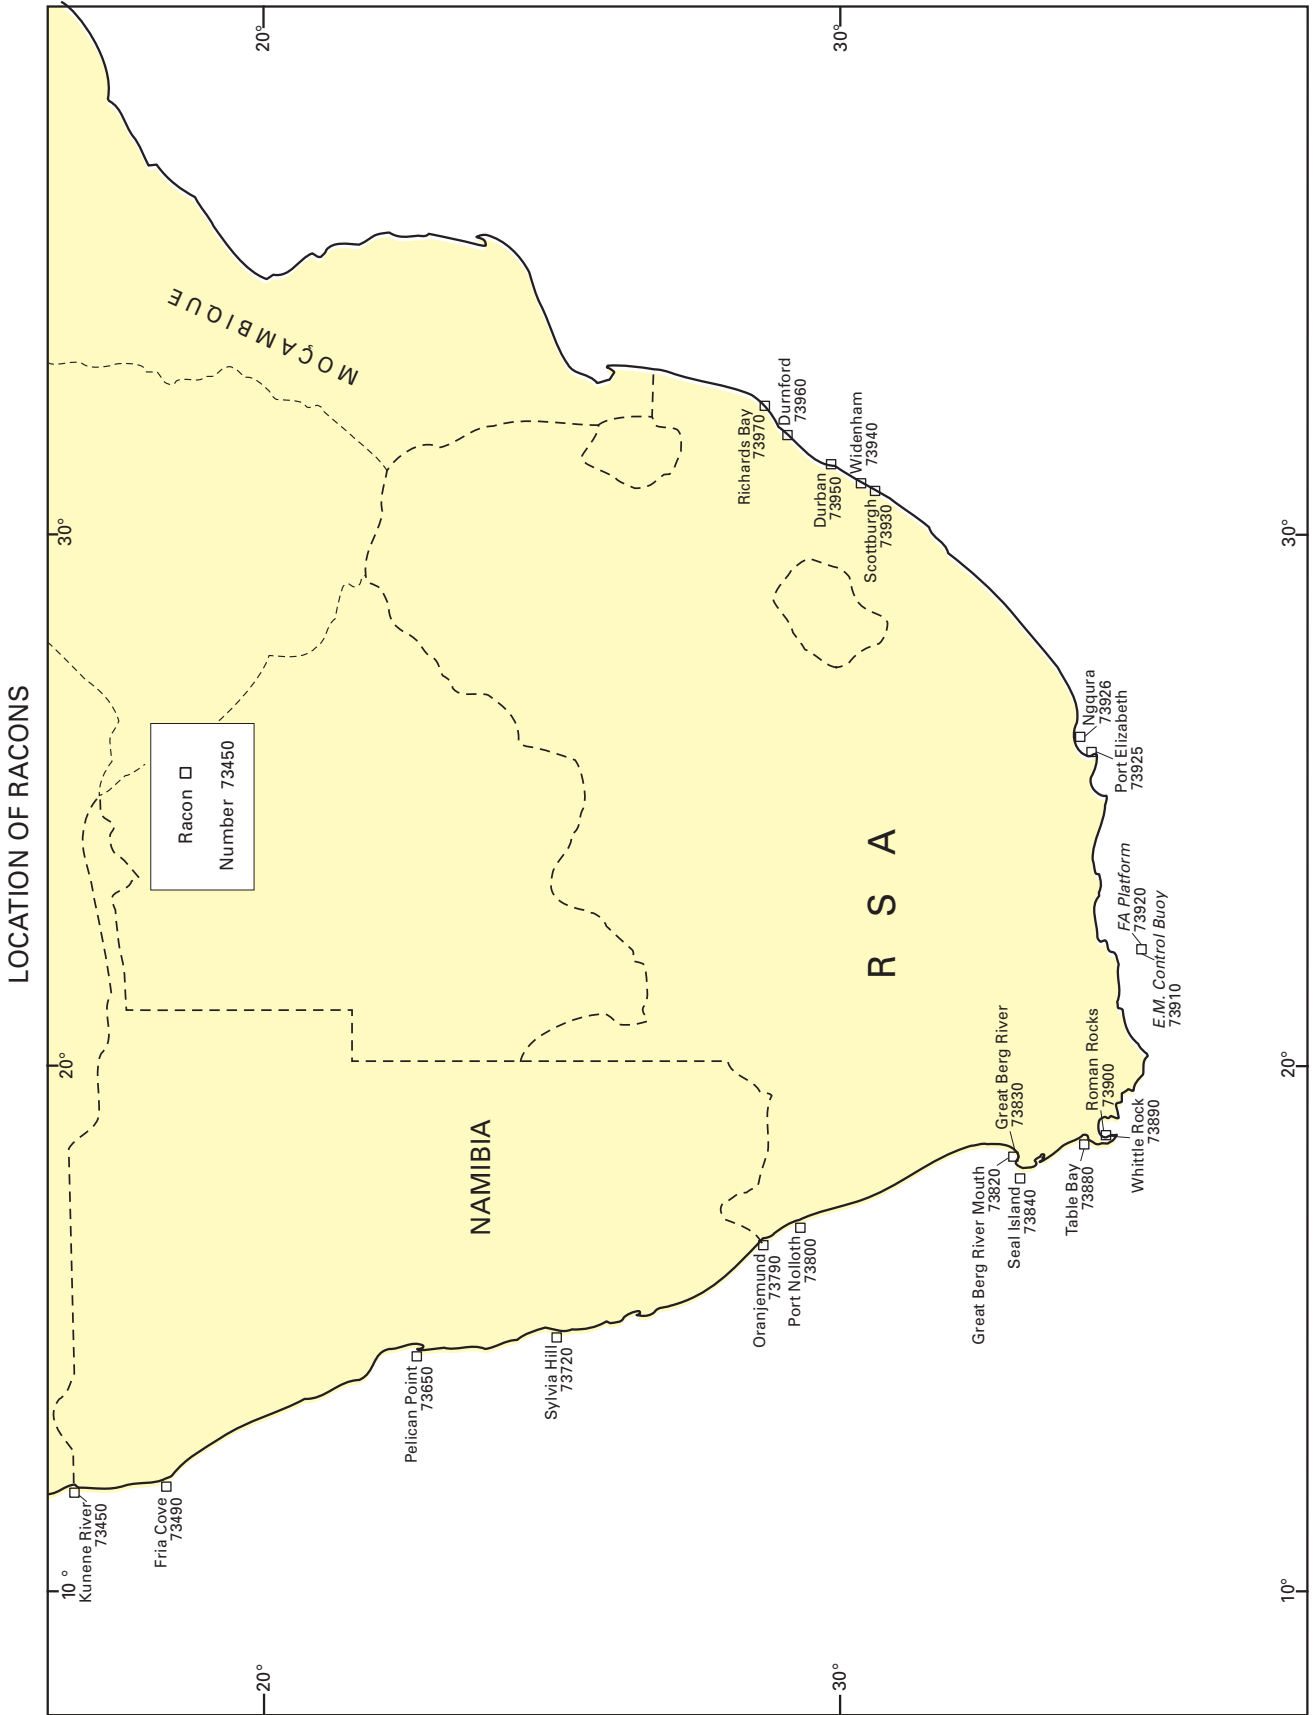 LOCATION OF RACONS
10°
20°
30°
20°
20°
30°
30°
10°
20°
30°
Racon
Number 73450
MOÇAMBIQUE
NAMIBIA
R S A
Kunene River
73450
Fria Cove
73490
Pelican Point
73650
Sylvia Hill
73720
Oranjemund
73790
Port Nolloth
73800
Great Berg River Mouth
73820
Great Berg River
73830
Seal Island
73840
Table Bay
73880
Whittle Rock
73890
Roman Rocks
73900
E.M. Control Buoy
73910
FA Platform
73920
Port Elizabeth
73925
Ngqura
73926
Scottburgh
73930
Widenham
73940
Durban
73950
Durnford
73960
Richards Bay
73970